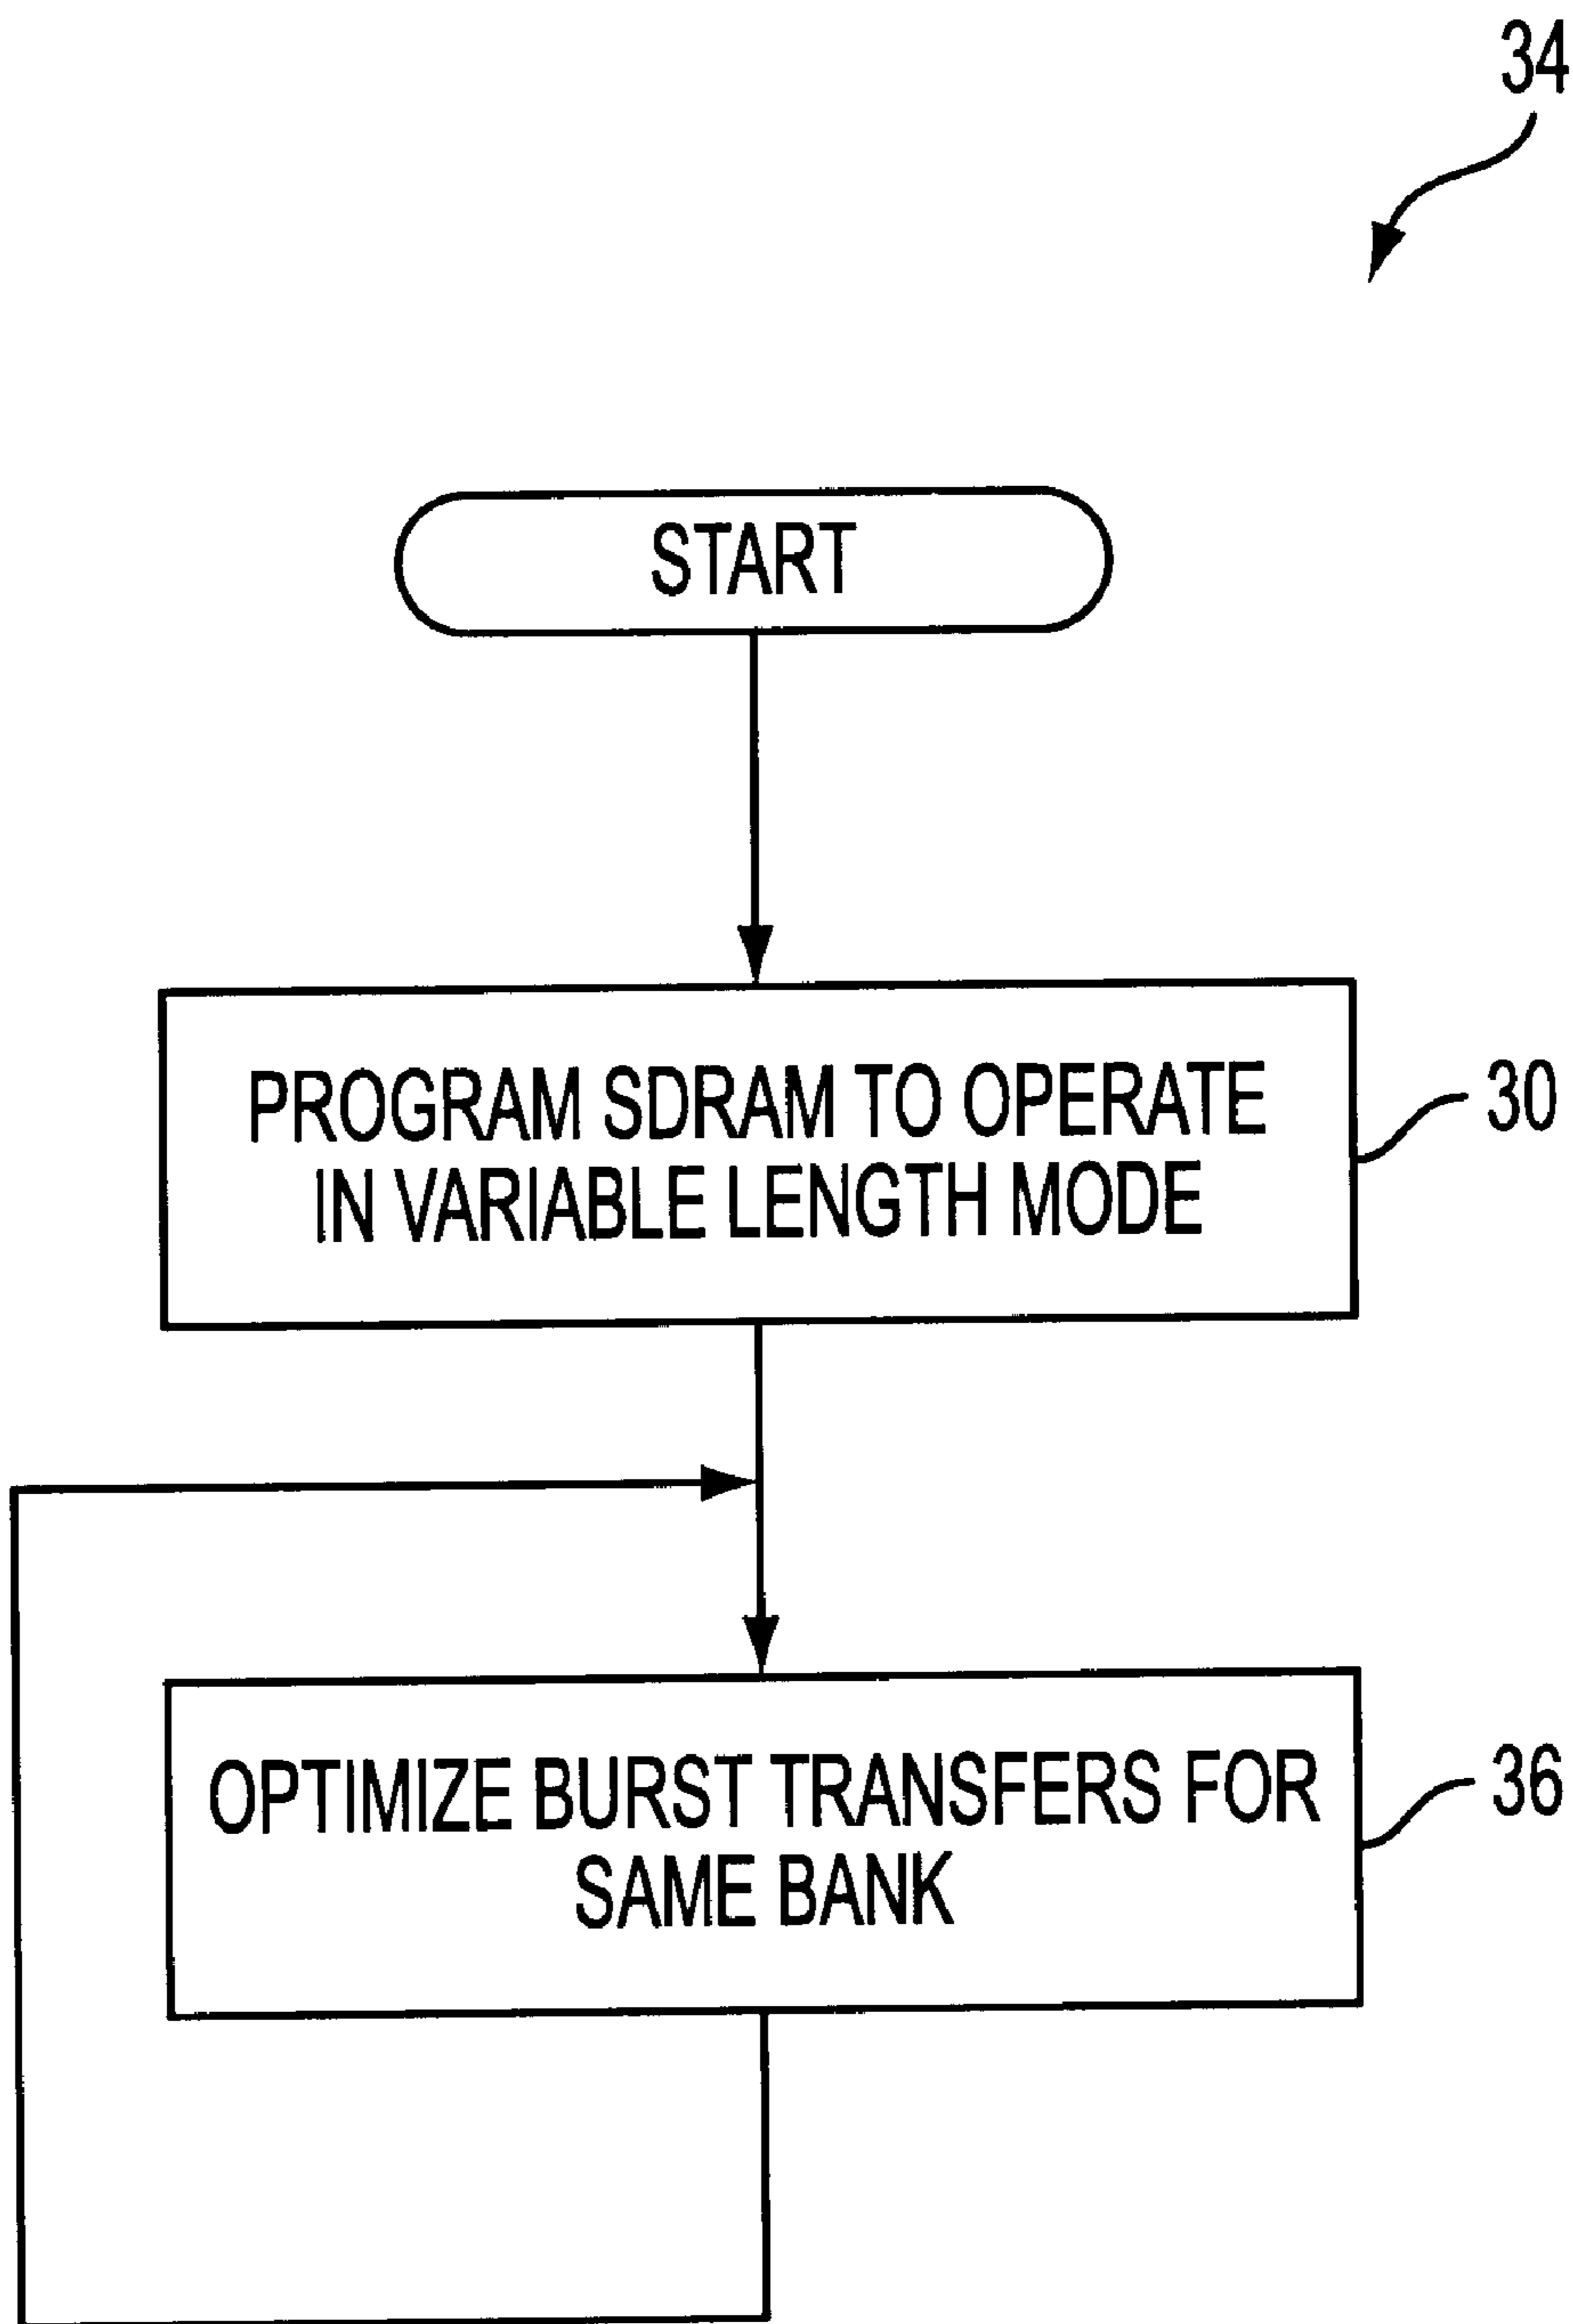 34
START
PROGRAM SDRAM TO OPERATE
IN VARIABLE LENGTH MODE
30
OPTIMIZE BURST TRANSFERS FOR
SAME BANK
36